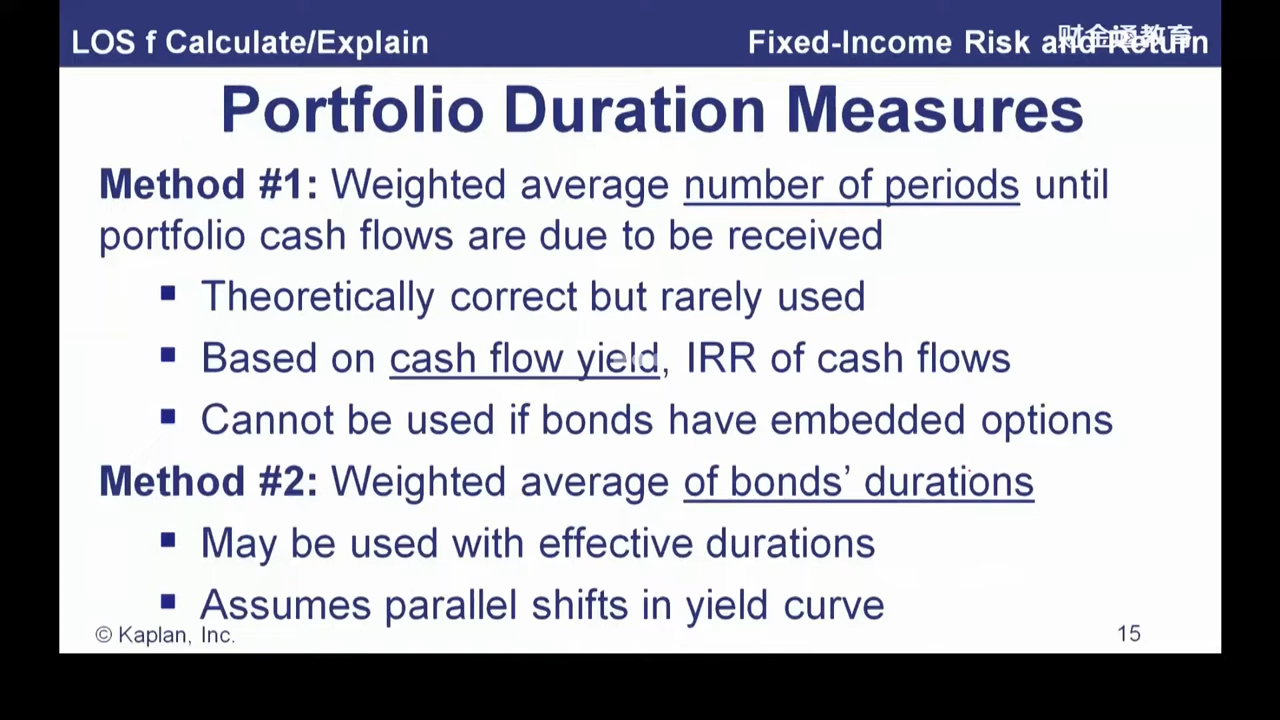 LOS f Calculate/Explain
Fixed-Income Risk and Return
财金通教育
Portfolio Duration Measures
Method #1: Weighted average number of periods until
portfolio cash flows are due to be received
Theoretically correct but rarely used
Based on cash flow yield, IRR of cash flows
Cannot be used if bonds have embedded options
Method #2: Weighted average of bonds’ durations
May be used with effective durations
Assumes parallel shifts in yield curve
© Kaplan, Inc.
15